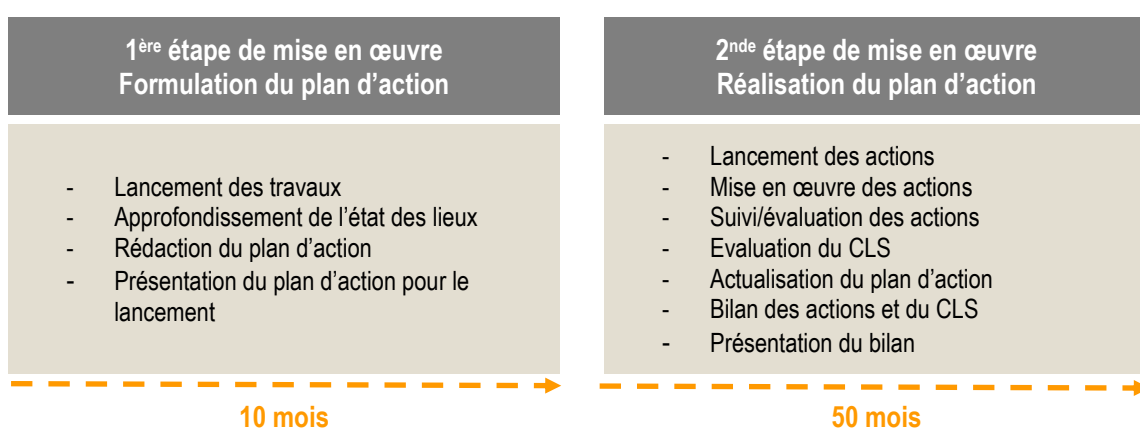 1ère étape de mise en œuvre
Formulation du plan d’action
- Lancement des travaux
- Approfondissement de l’état des lieux
- Rédaction du plan d’action
- Présentation du plan d’action pour le
lancement
10 mois
2nde étape de mise en œuvre
Réalisation du plan d’action
- Lancement des actions
- Mise en œuvre des actions
- Suivi/évaluation des actions
- Evaluation du CLS
- Actualisation du plan d’action
- Bilan des actions et du CLS
- Présentation du bilan
50 mois